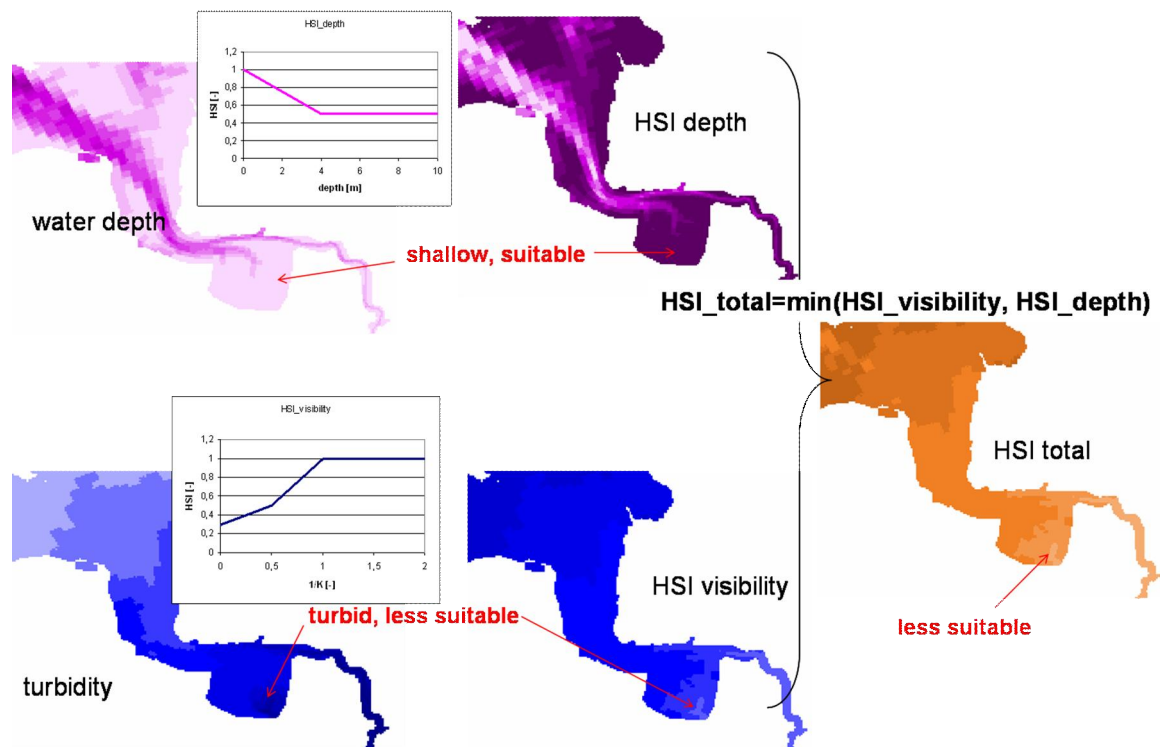 HSI_depth
1,2
1
0,8
0,6
0,4
0,2
0
HSI [-]
0 2 4 6 8 10
depth [m]
water depth
HSI depth
shallow, suitable
HSI_total=min(HSI_visibility, HSI_depth)
HSI total
less suitable
HSI_visibility
1,2
1
0,8
0,6
0,4
0,2
0
HSI [-]
0 0,5 1 1,5 2
1/K [-]
HSI visibility
turbid, less suitable
turbidity